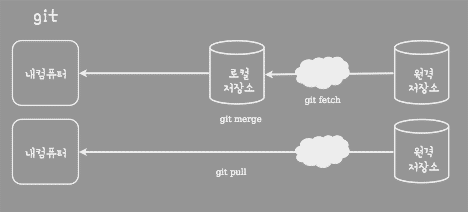 git
내컴퓨터
로컬
저장소
원격
저장소
git fetch
git merge
내컴퓨터
원격
저장소
git pull